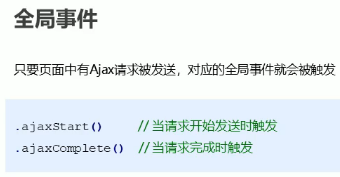 全局事件
只要页面中有Ajax请求被发送，对应的全局事件就会被触发
.ajaxStart() // 当请求开始发送时触发
.ajaxComplete() // 当请求完成时触发